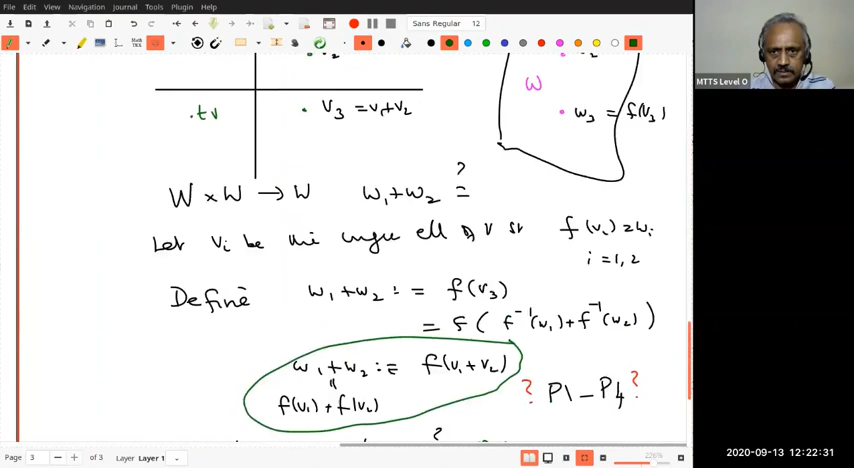 File Edit View Navigation Journal Tools Plugin Help
Sans Regular 12
MTTS Level O
v2
.tv
V3 = v1+v2
W
w3 = f(V3)
W × W → W w1+w2 ?=
Let vi be the unique elt of V st f(vi) = wi
i = 1, 2
Define w1+w2 := f(v3)
= f( f⁻¹(w1)+f⁻¹(w2) )
w1+w2 := f(v1+v2)
f(v1)+f(v2)
? P1 - P4 ?
?
Page 3 of 3 Layer Layer 1 226%
2020-09-13 12:22:31